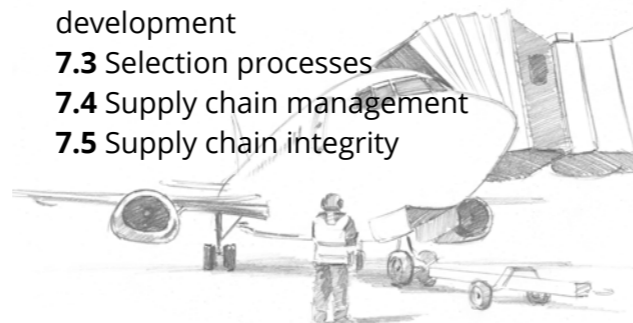 development
7.3 Selection processes
7.4 Supply chain management
7.5 Supply chain integrity